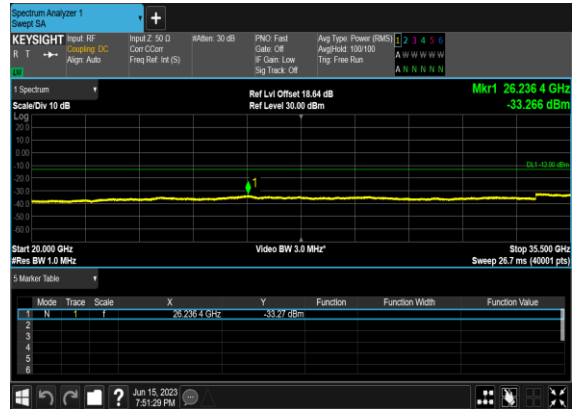 Spectrum Analyzer 1
Swept SA
+
KEYSIGHT Input: RF Input Z: 50 Ω #Atten: 30 dB PNO: Fast Avg Type: Power (RMS) 1 2 3 4 5 6
R T Coupling: DC Corr CCorr Gate: Off Avg|Hold: 100/100 A W W W W W
Align: Auto Freq Ref: Int (S) IF Gain: Low Trig: Free Run
Sig Track: Off A N N N N N
1 Spectrum Ref Lvl Offset 18.64 dB Mkr1 26.236 4 GHz
Scale/Div 10 dB Ref Level 30.00 dBm -33.266 dBm
Log
20.0
10.0
0.00
-10.0
DL1 -13.00 dBm
-20.0
1
-30.0
-40.0
-50.0
-60.0
Start 20.000 GHz Video BW 3.0 MHz* Stop 35.500 GHz
#Res BW 1.0 MHz Sweep 26.7 ms (40001 pts)
5 Marker Table
Mode Trace Scale X Y Function Function Width Function Value
1 N 1 f 26.236 4 GHz -33.27 dBm
2
3
4
5
6
? Jun 15, 2023
7:51:29 PM